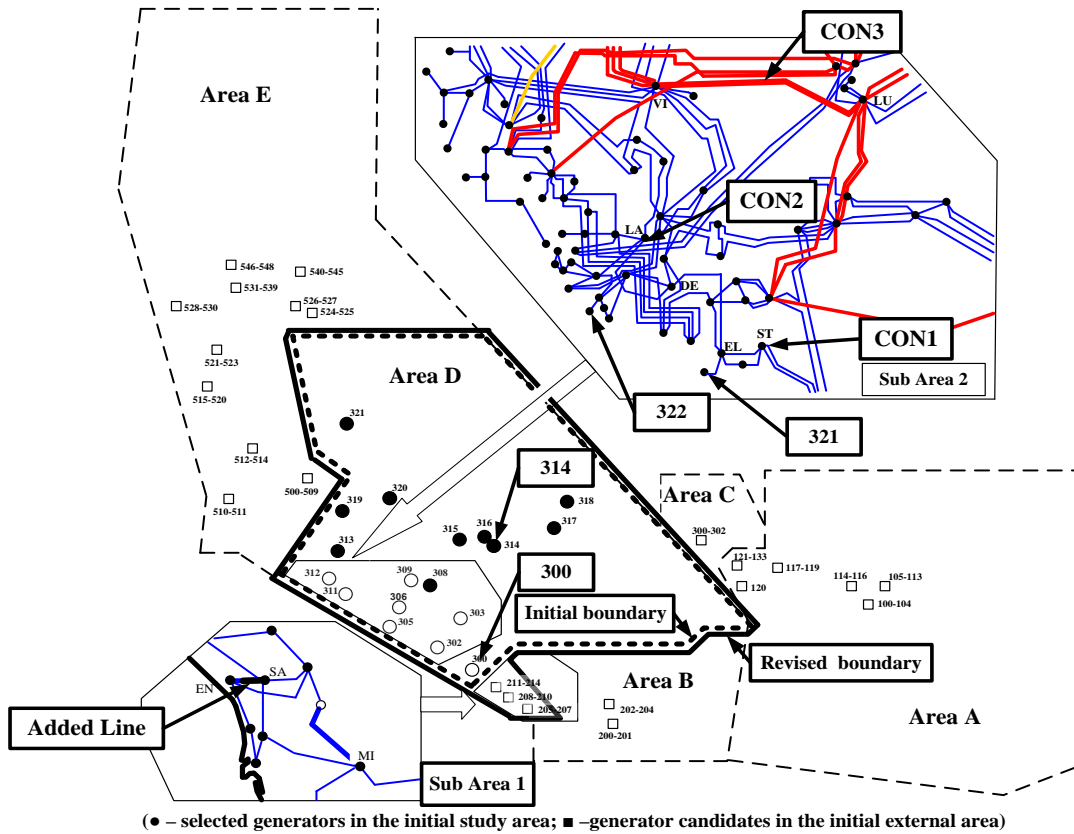 CON3
Area E
VI
LU
CON2
LA
DE
546-548
540-545
531-539
528-530
526-527
524-525
ST
CON1
EL
521-523
Area D
Sub Area 2
515-520
322
321
321
512-514
314
500-509
Area C
510-511
320
318
319
316
317
315
314
300-302
313
300
121-133
117-119
312
309
308
114-116
105-113
311
120
306
303
Initial boundary
100-104
305
302
300
Revised boundary
SA
EN
211-214
Area B
208-210
205-207
202-204
Area A
Added Line
200-201
MI
Sub Area 1
(● – selected generators in the initial study area; ■ –generator candidates in the initial external area)